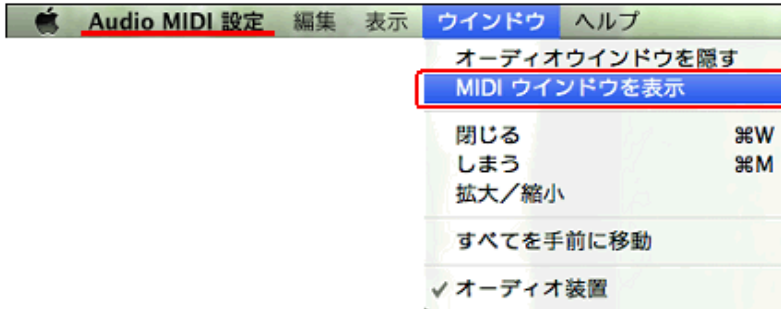 Audio MIDI 設定 編集 表示 ウインドウ ヘルプ
オーディオウインドウを隠す
MIDI ウインドウを表示
閉じる ⌘W
しまう ⌘M
拡大/縮小
すべてを手前に移動
✓ オーディオ装置